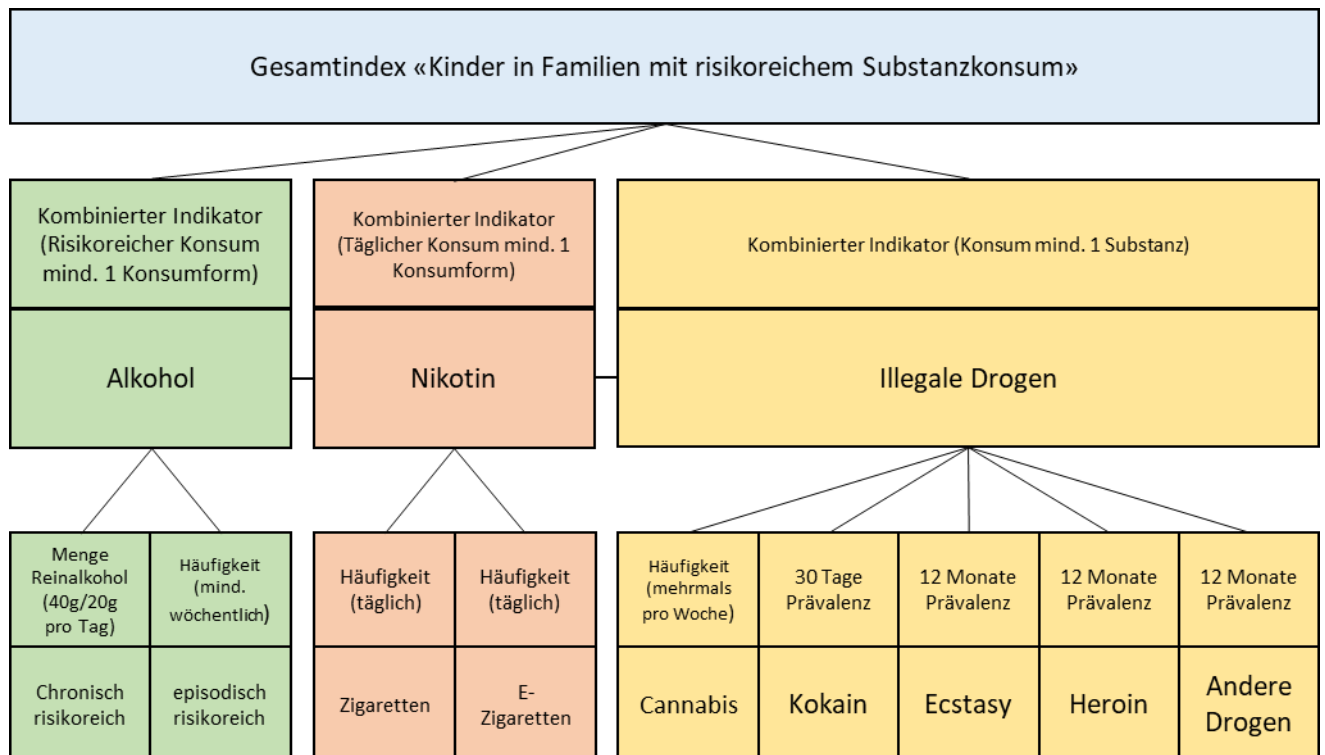 Gesamtindex «Kinder in Familien mit risikoreichem Substanzkonsum»
Kombinierter Indikator
(Risikoreicher Konsum
mind. 1 Konsumform)
Kombinierter Indikator
(Täglicher Konsum mind. 1
Konsumform)
Kombinierter Indikator (Konsum mind. 1 Substanz)
Alkohol
Nikotin
Illegale Drogen
Menge
Reinalkohol
(40g/20g
pro Tag)
Häufigkeit
(mind.
wöchentlich)
Häufigkeit
(täglich)
Häufigkeit
(täglich)
Häufigkeit
(mehrmals
pro Woche)
30 Tage
Prävalenz
12 Monate
Prävalenz
12 Monate
Prävalenz
12 Monate
Prävalenz
Chronisch
risikoreich
episodisch
risikoreich
Zigaretten
E-
Zigaretten
Cannabis
Kokain
Ecstasy
Heroin
Andere
Drogen